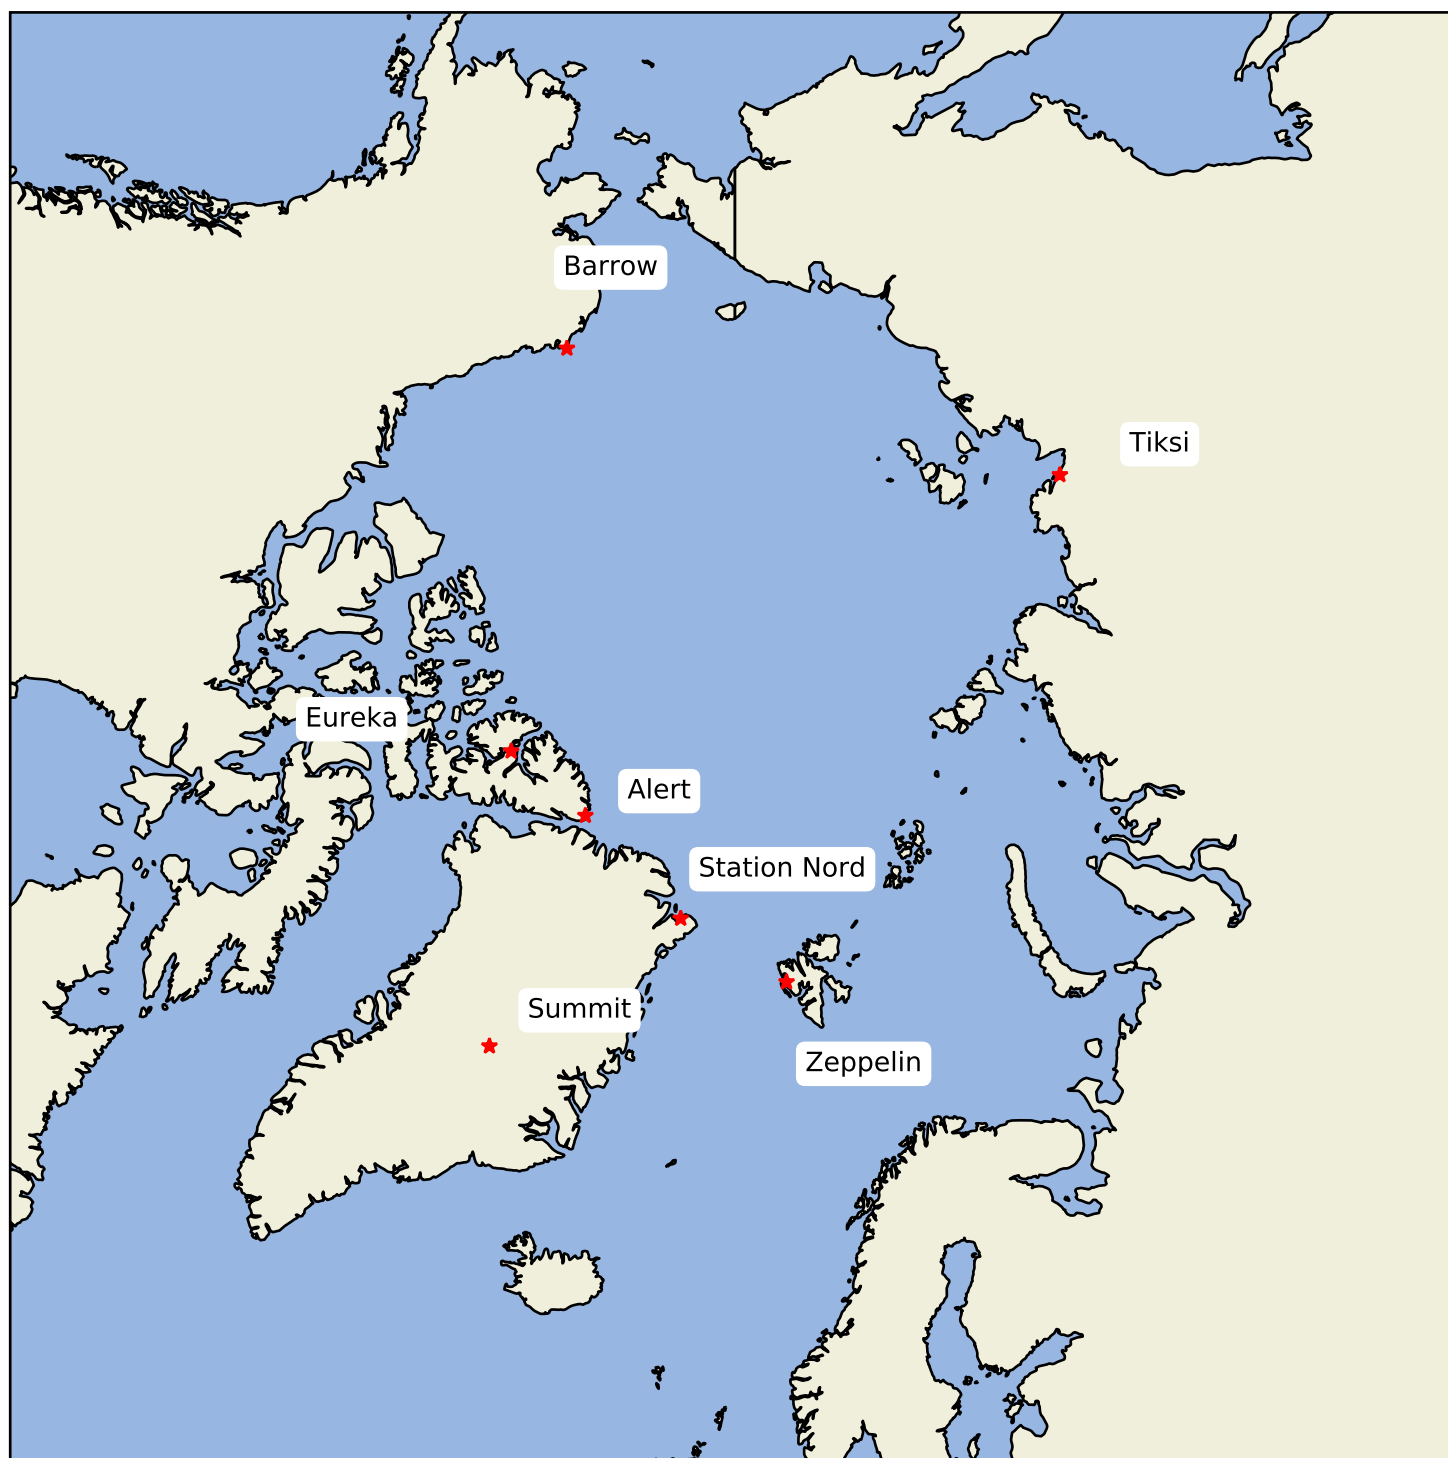 Barrow
Tiksi
Eureka
Alert
Station Nord
Summit
Zeppelin